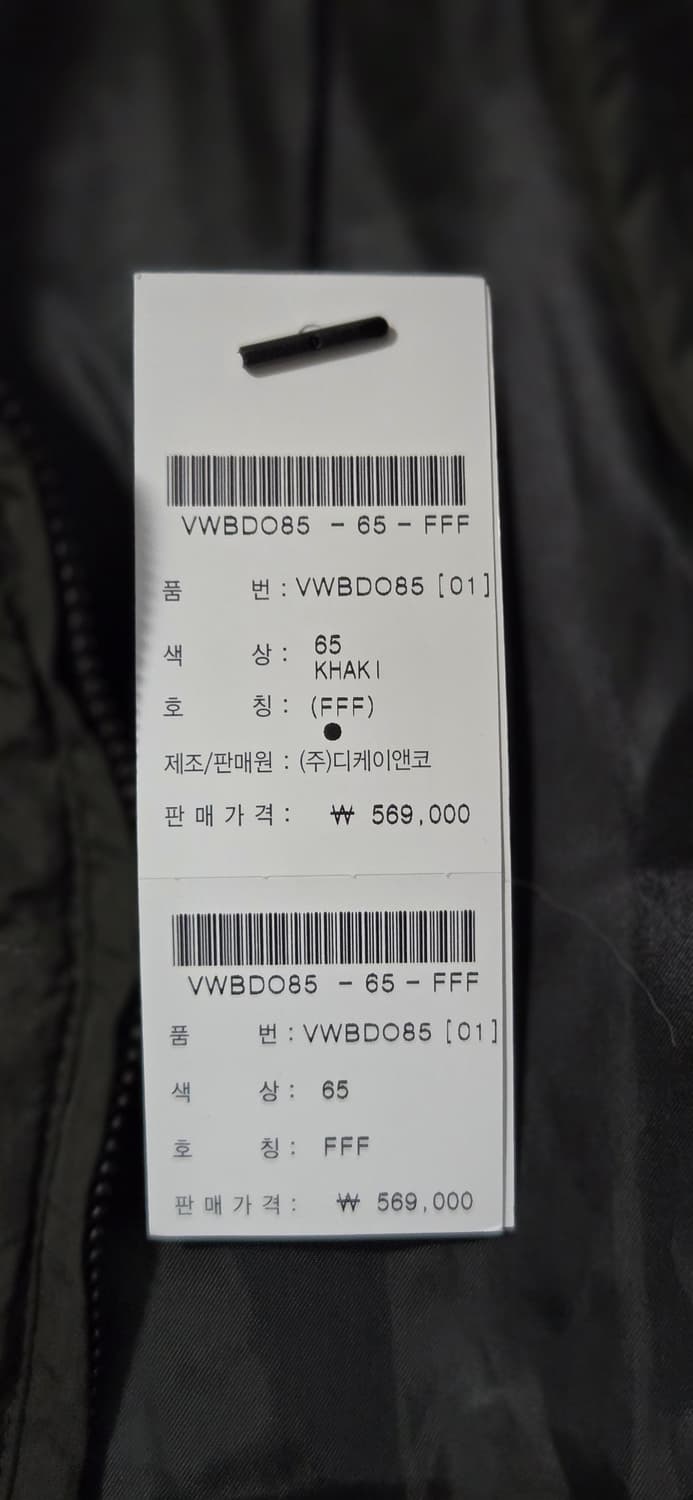 VWBDO85 - 65 - FFF
품 번 : VWBDO85 [01]
색 상 : 65
KHAKI
호 칭 : (FFF)
제조/판매원 : (주)디케이앤코
판 매 가 격 : ₩ 569,000
VWBDO85 - 65 - FFF
품 번 : VWBDO85 [01]
색 상 : 65
호 칭 : FFF
판 매 가 격 : ₩ 569,000